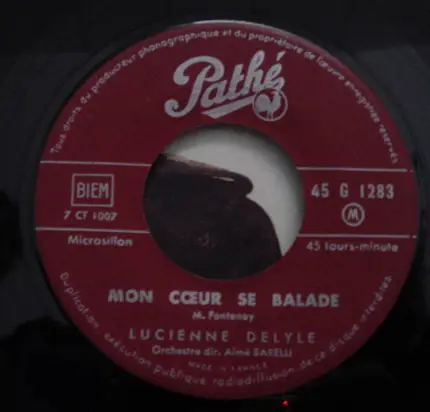 Tous droits du producteur phonographique et du propriétaire de l'œuvre enregistrée réservés
Pathé
BIEM
45 G 1283
7 CF 1007
M
Microsillon
45 tours-minute
MON CŒUR SE BALADE
M. Fontenoy
LUCIENNE DELYLE
Orchestre dir. Aimé BARELLI
MADE IN FRANCE
Duplication, exécution publique radiodiffusion de ce disque interdites.